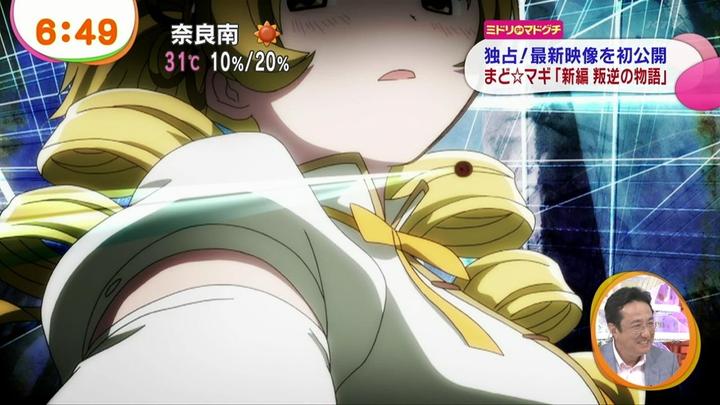 6:49
奈良南
31℃ 10%/20%
ミドリのマドグチ
独占!最新映像を初公開
まど☆マギ「新編 叛逆の物語」